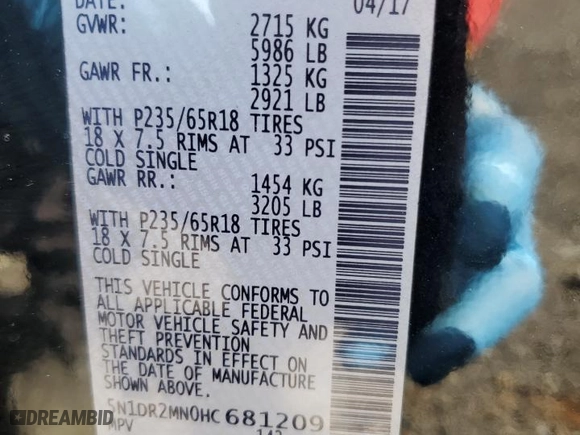 DATE: 04/17
GVWR: 2715 KG
5986 LB
GAWR FR.: 1325 KG
2921 LB
WITH P235/65R18 TIRES
18 X 7.5 RIMS AT 33 PSI
COLD SINGLE
GAWR RR.: 1454 KG
3205 LB
WITH P235/65R18 TIRES
18 X 7.5 RIMS AT 33 PSI
COLD SINGLE
THIS VEHICLE CONFORMS TO
ALL APPLICABLE FEDERAL
MOTOR VEHICLE SAFETY AND
THEFT PREVENTION
STANDARDS IN EFFECT ON
THE DATE OF MANUFACTURE
SHOWN ABOVE.
5N1DR2MN0HC681209
MPV
DREAMBID